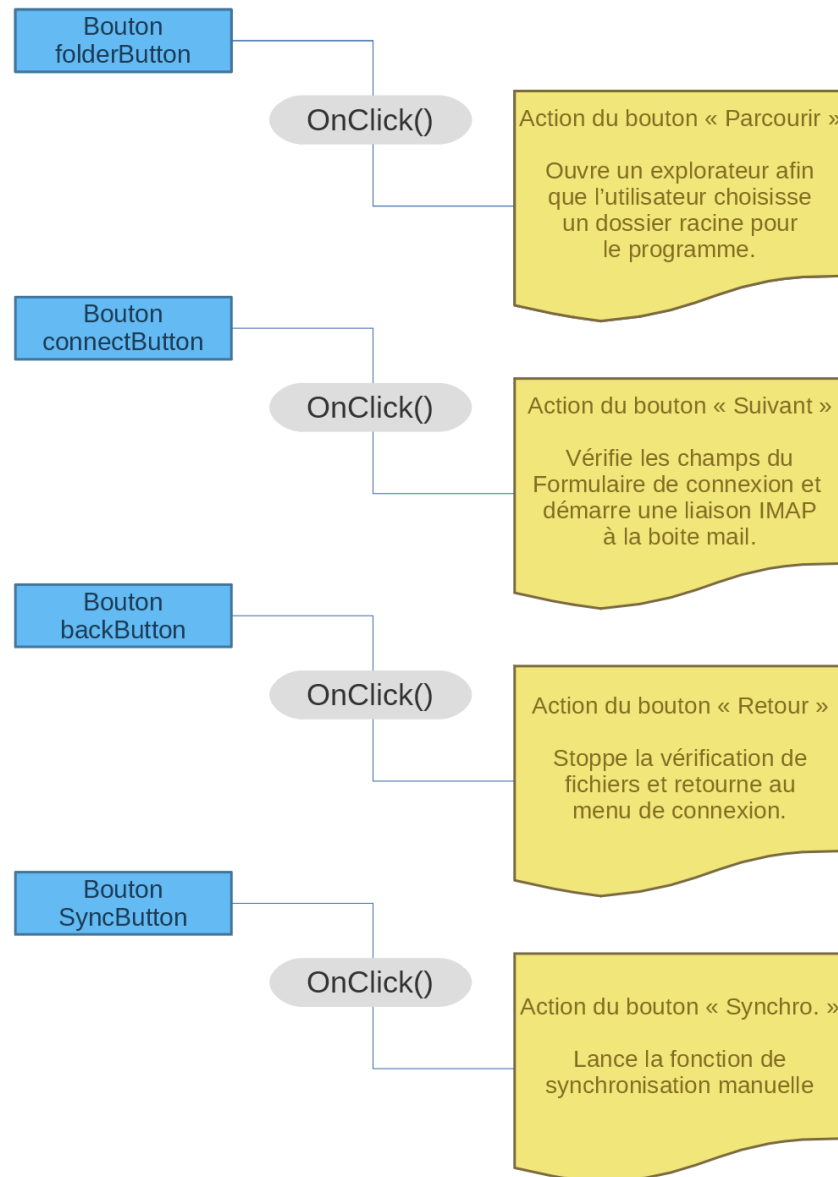 Bouton
folderButton
OnClick()
Action du bouton « Parcourir »
Ouvre un explorateur afin
que l’utilisateur choisisse
un dossier racine pour
le programme.
Bouton
connectButton
OnClick()
Action du bouton « Suivant »
Vérifie les champs du
Formulaire de connexion et
démarre une liaison IMAP
à la boite mail.
Bouton
backButton
OnClick()
Action du bouton « Retour »
Stoppe la vérification de
fichiers et retourne au
menu de connexion.
Bouton
SyncButton
OnClick()
Action du bouton « Synchro. »
Lance la fonction de
synchronisation manuelle